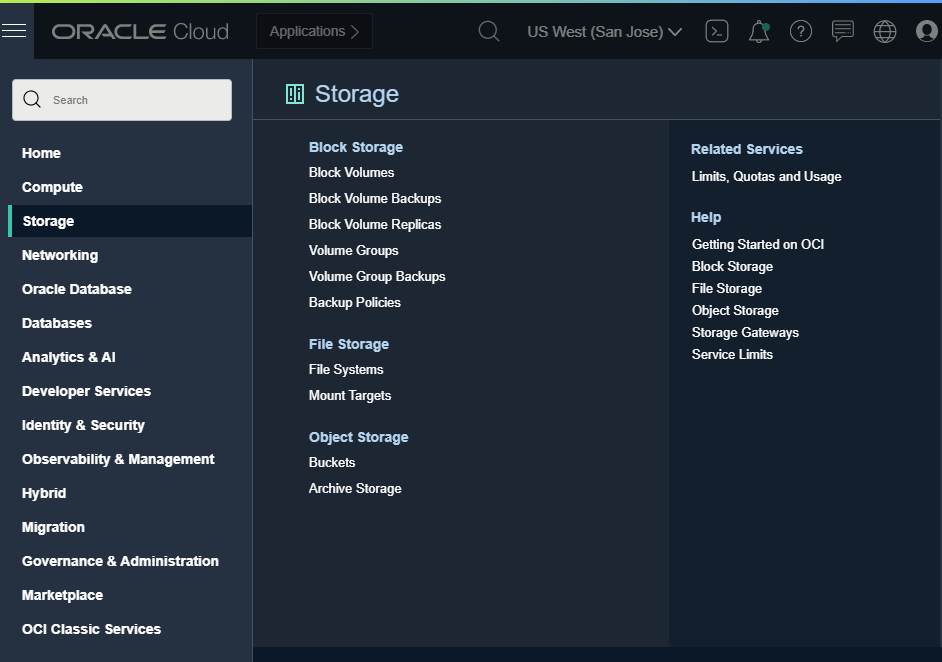 ORACLE Cloud
Applications
US West (San Jose)
Search
Home
Compute
Storage
Networking
Oracle Database
Databases
Analytics & AI
Developer Services
Identity & Security
Observability & Management
Hybrid
Migration
Governance & Administration
Marketplace
OCI Classic Services
Storage
Block Storage
Block Volumes
Block Volume Backups
Block Volume Replicas
Volume Groups
Volume Group Backups
Backup Policies
File Storage
File Systems
Mount Targets
Object Storage
Buckets
Archive Storage
Related Services
Limits, Quotas and Usage
Help
Getting Started on OCI
Block Storage
File Storage
Object Storage
Storage Gateways
Service Limits